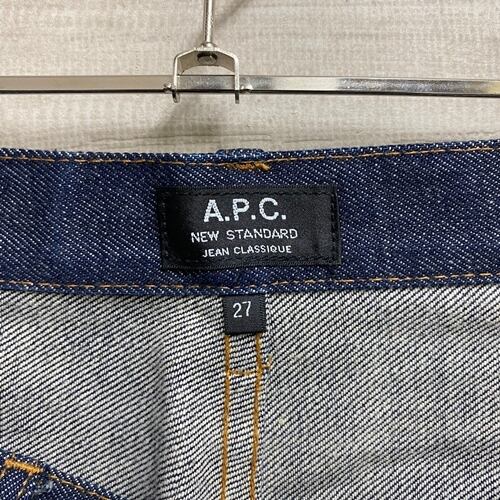 A.P.C.
NEW STANDARD
JEAN CLASSIQUE
27